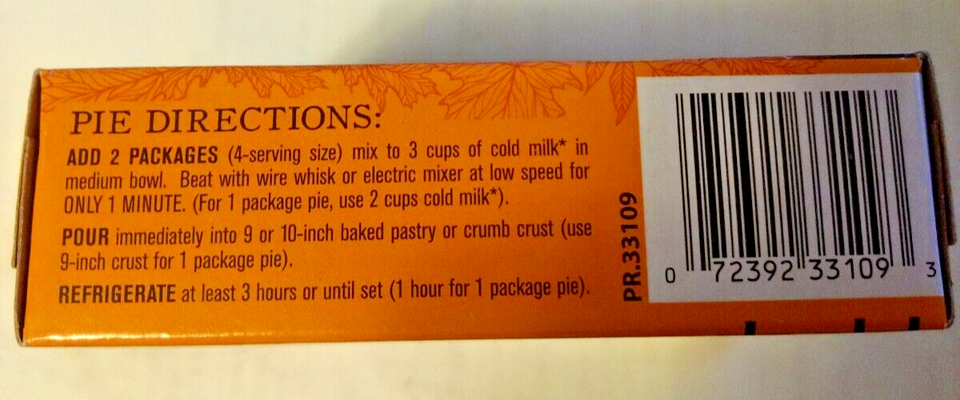 PIE DIRECTIONS:
ADD 2 PACKAGES (4-serving size) mix to 3 cups of cold milk* in
medium bowl. Beat with wire whisk or electric mixer at low speed for
ONLY 1 MINUTE. (For 1 package pie, use 2 cups cold milk*).
POUR immediately into 9 or 10-inch baked pastry or crumb crust (use
9-inch crust for 1 package pie).
REFRIGERATE at least 3 hours or until set (1 hour for 1 package pie).
PR.33109
0 72392 33109 3